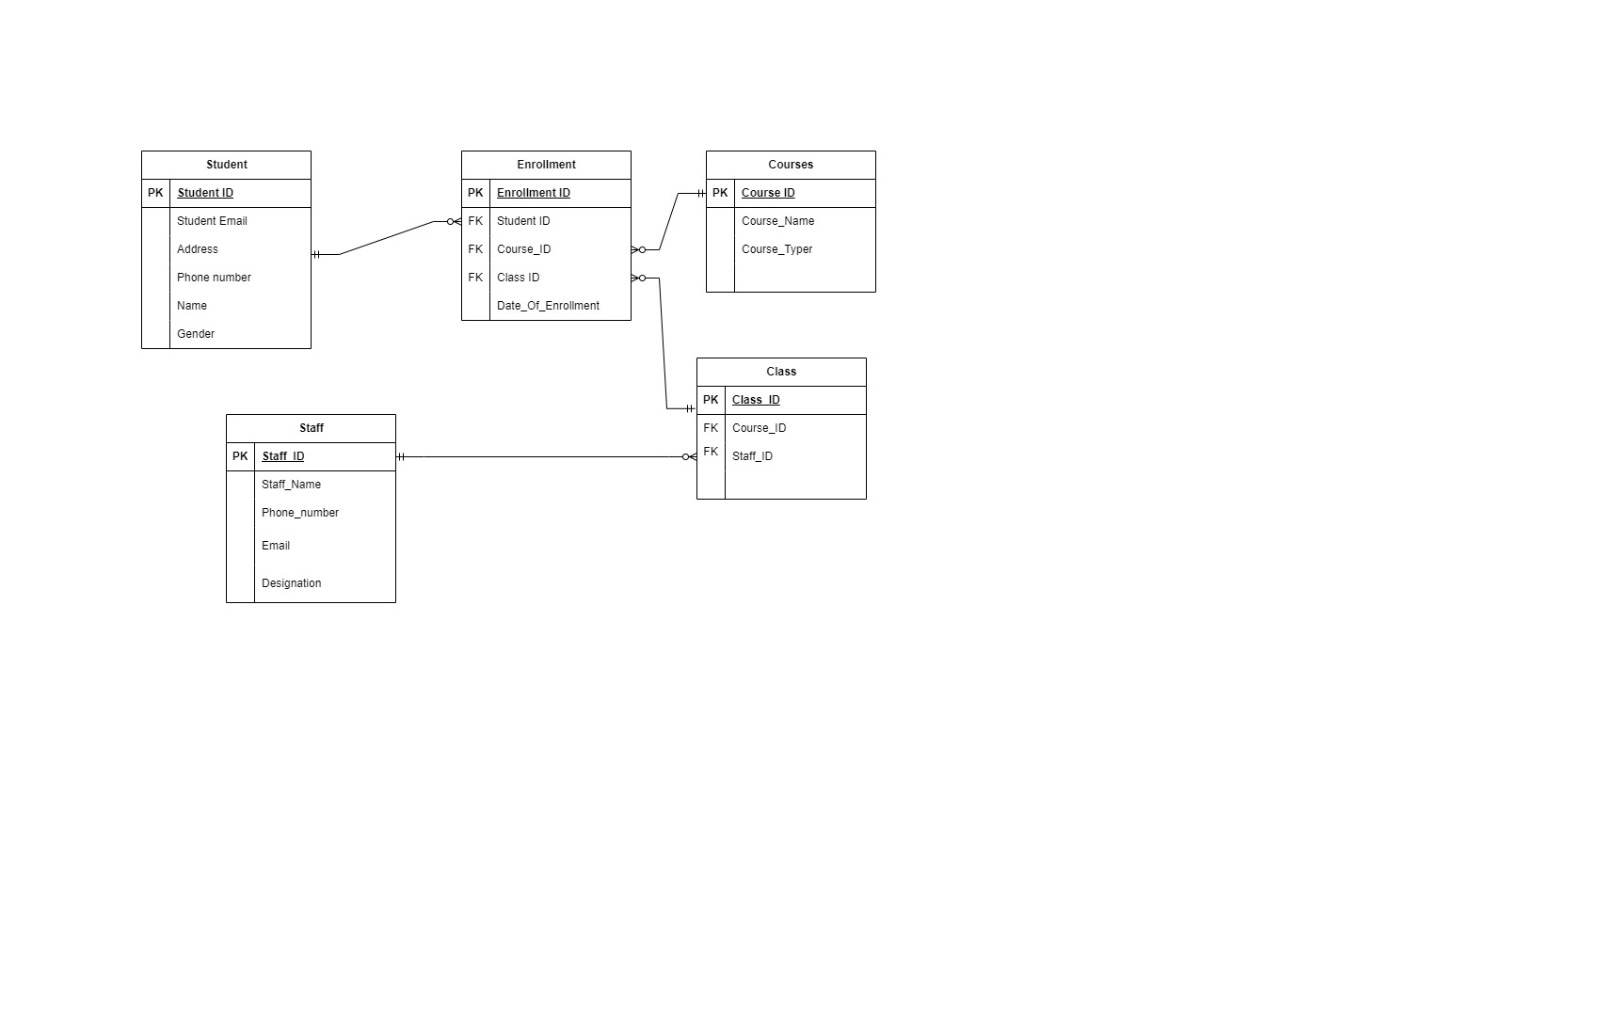 Student
PK Student ID
Student Email
Address
Phone number
Name
Gender
Enrollment
PK Enrollment ID
FK Student ID
FK Course_ID
FK Class ID
Date_Of_Enrollment
Courses
PK Course ID
Course_Name
Course_Typer
Class
PK Class_ID
FK Course_ID
FK Staff_ID
Staff
PK Staff_ID
Staff_Name
Phone_number
Email
Designation